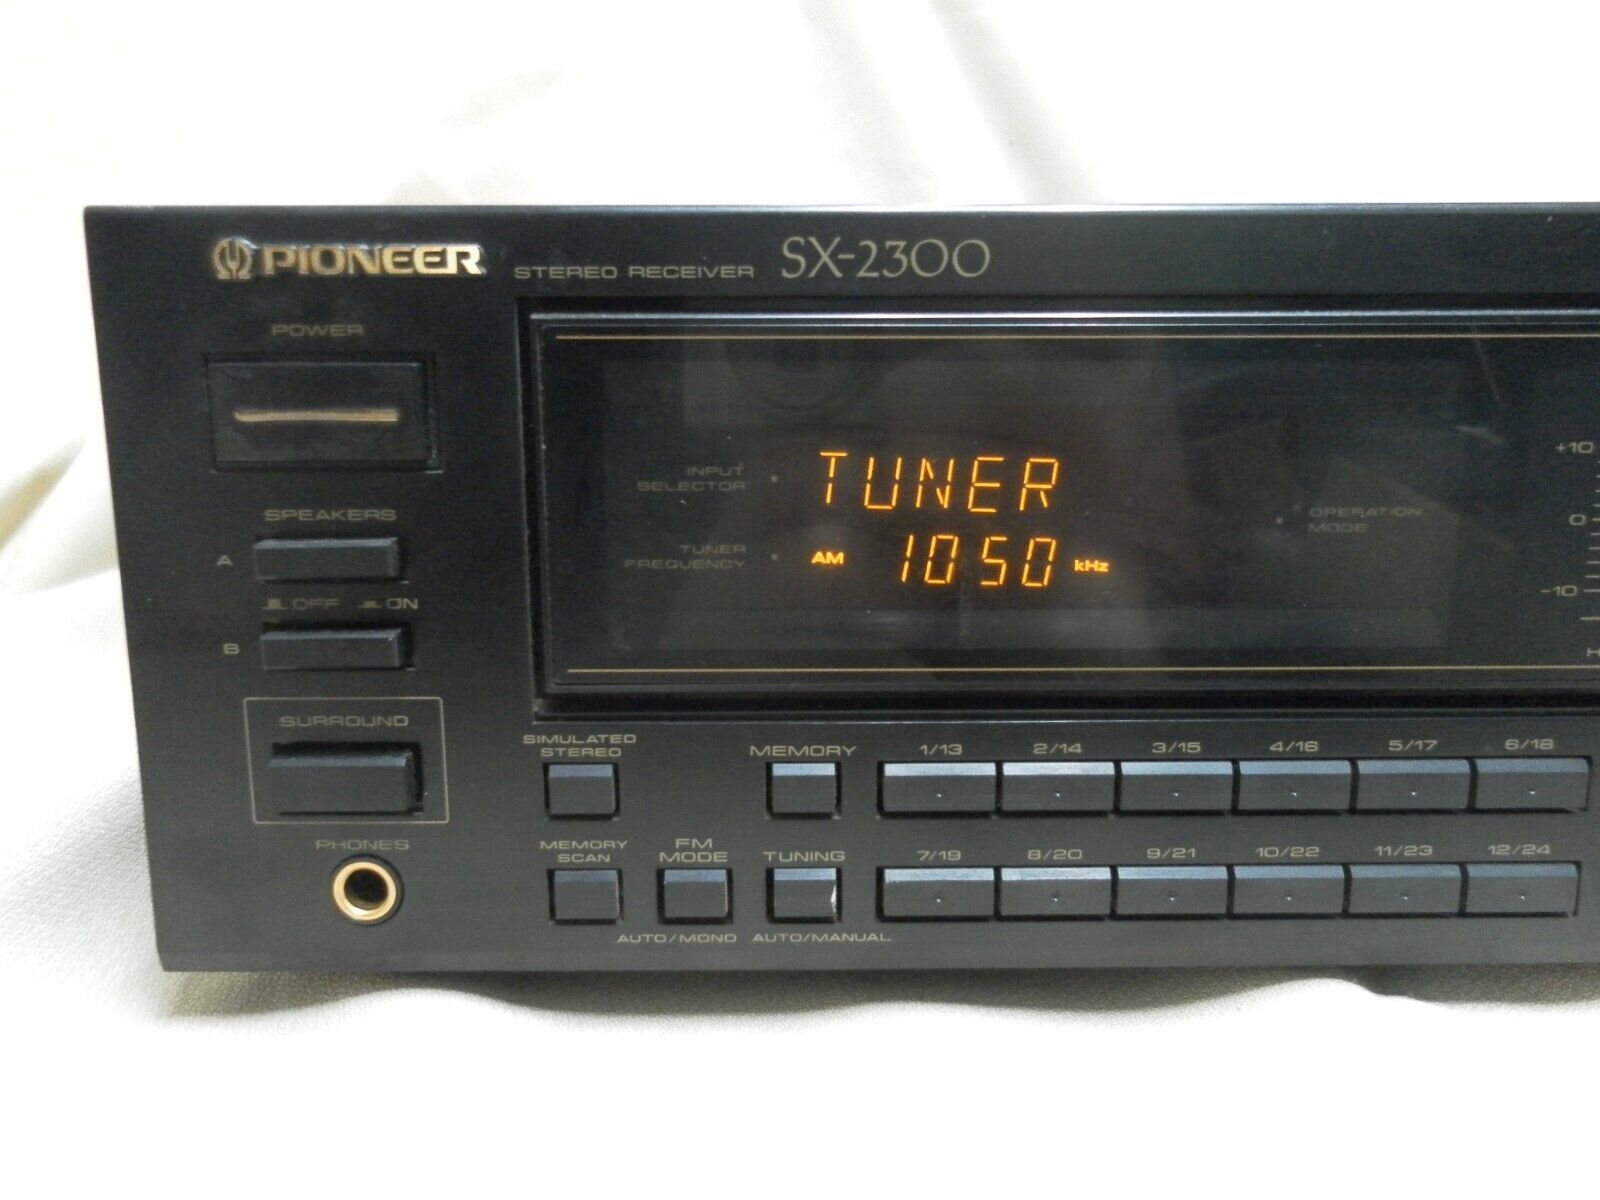 PIONEER STEREO RECEIVER SX-2300
POWER
INPUT
SELECTOR
TUNER
OPERATION
MODE
+10
0
-10
H
TUNER
FREQUENCY
AM 1050 kHz
SPEAKERS
A
OFF ON
B
SURROUND
SIMULATED
STEREO
MEMORY
1/13 2/14 3/15 4/16 5/17 6/18
PHONES
MEMORY
SCAN
FM
MODE
TUNING
7/19 8/20 9/21 10/22 11/23 12/24
AUTO/MONO AUTO/MANUAL